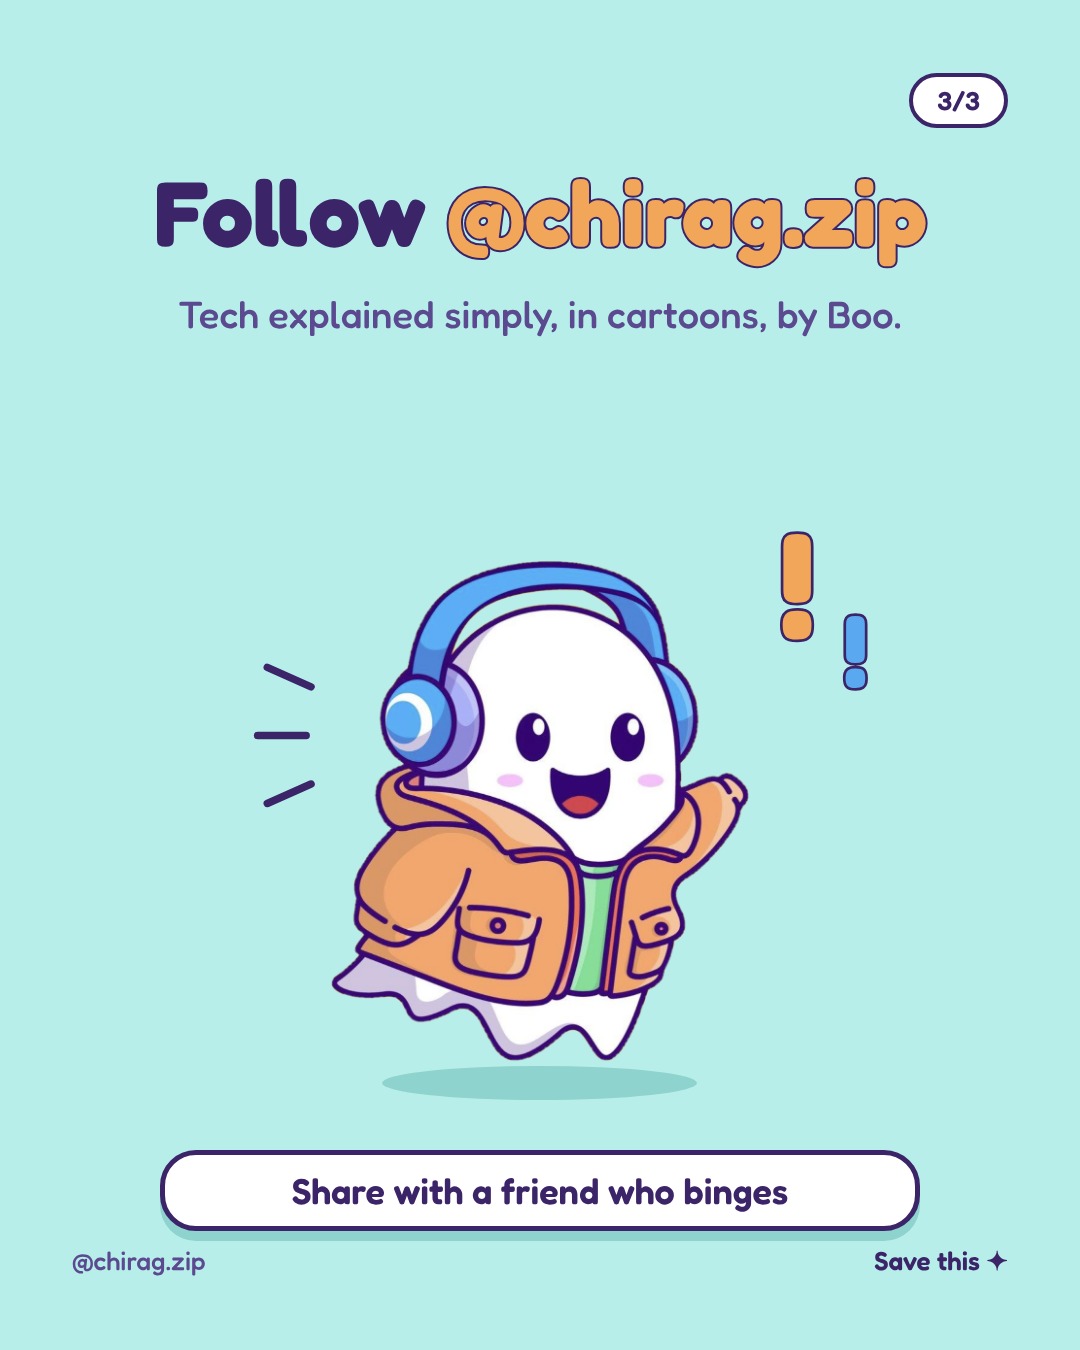 3/3
Follow @chirag.zip
Tech explained simply, in cartoons, by Boo.
!
!
Share with a friend who binges
@chirag.zip
Save this ✦